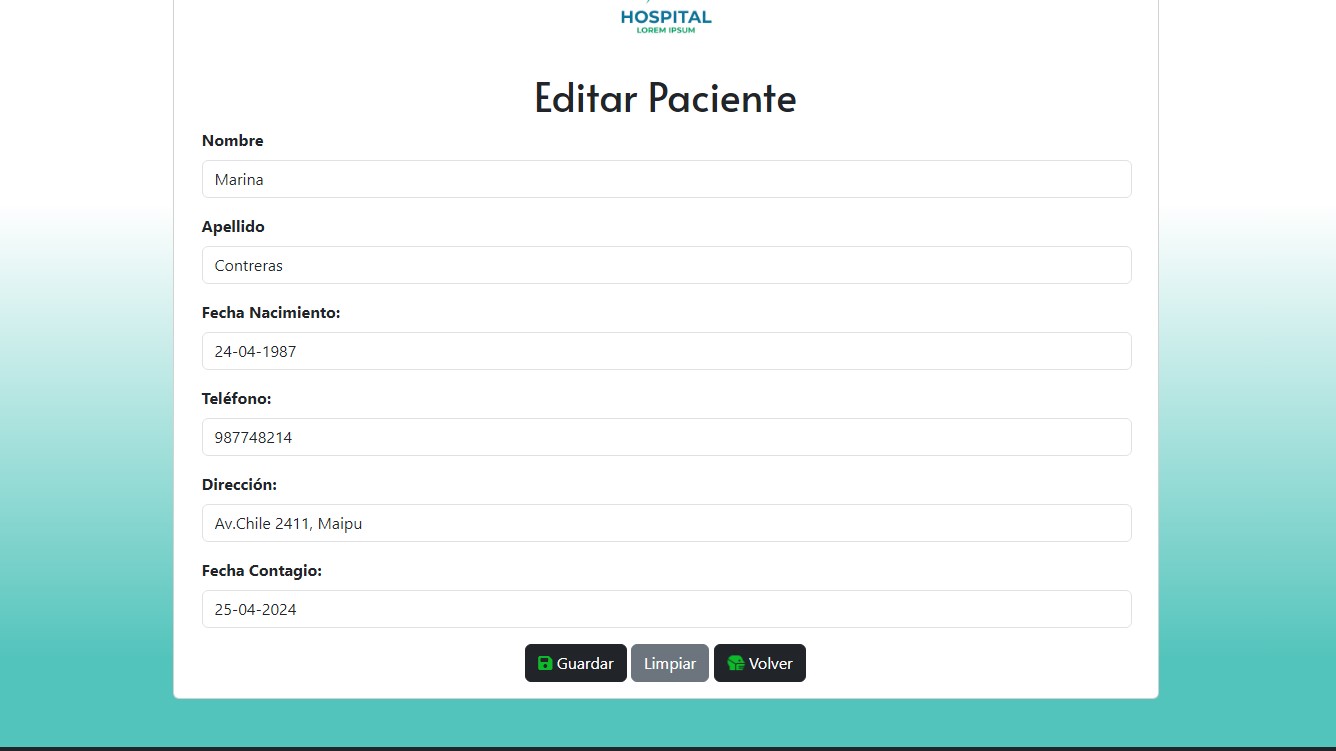 HOSPITAL
LOREM IPSUM
Editar Paciente
Nombre
Marina
Apellido
Contreras
Fecha Nacimiento:
24-04-1987
Teléfono:
987748214
Dirección:
Av.Chile 2411, Maipu
Fecha Contagio:
25-04-2024
Guardar Limpiar Volver